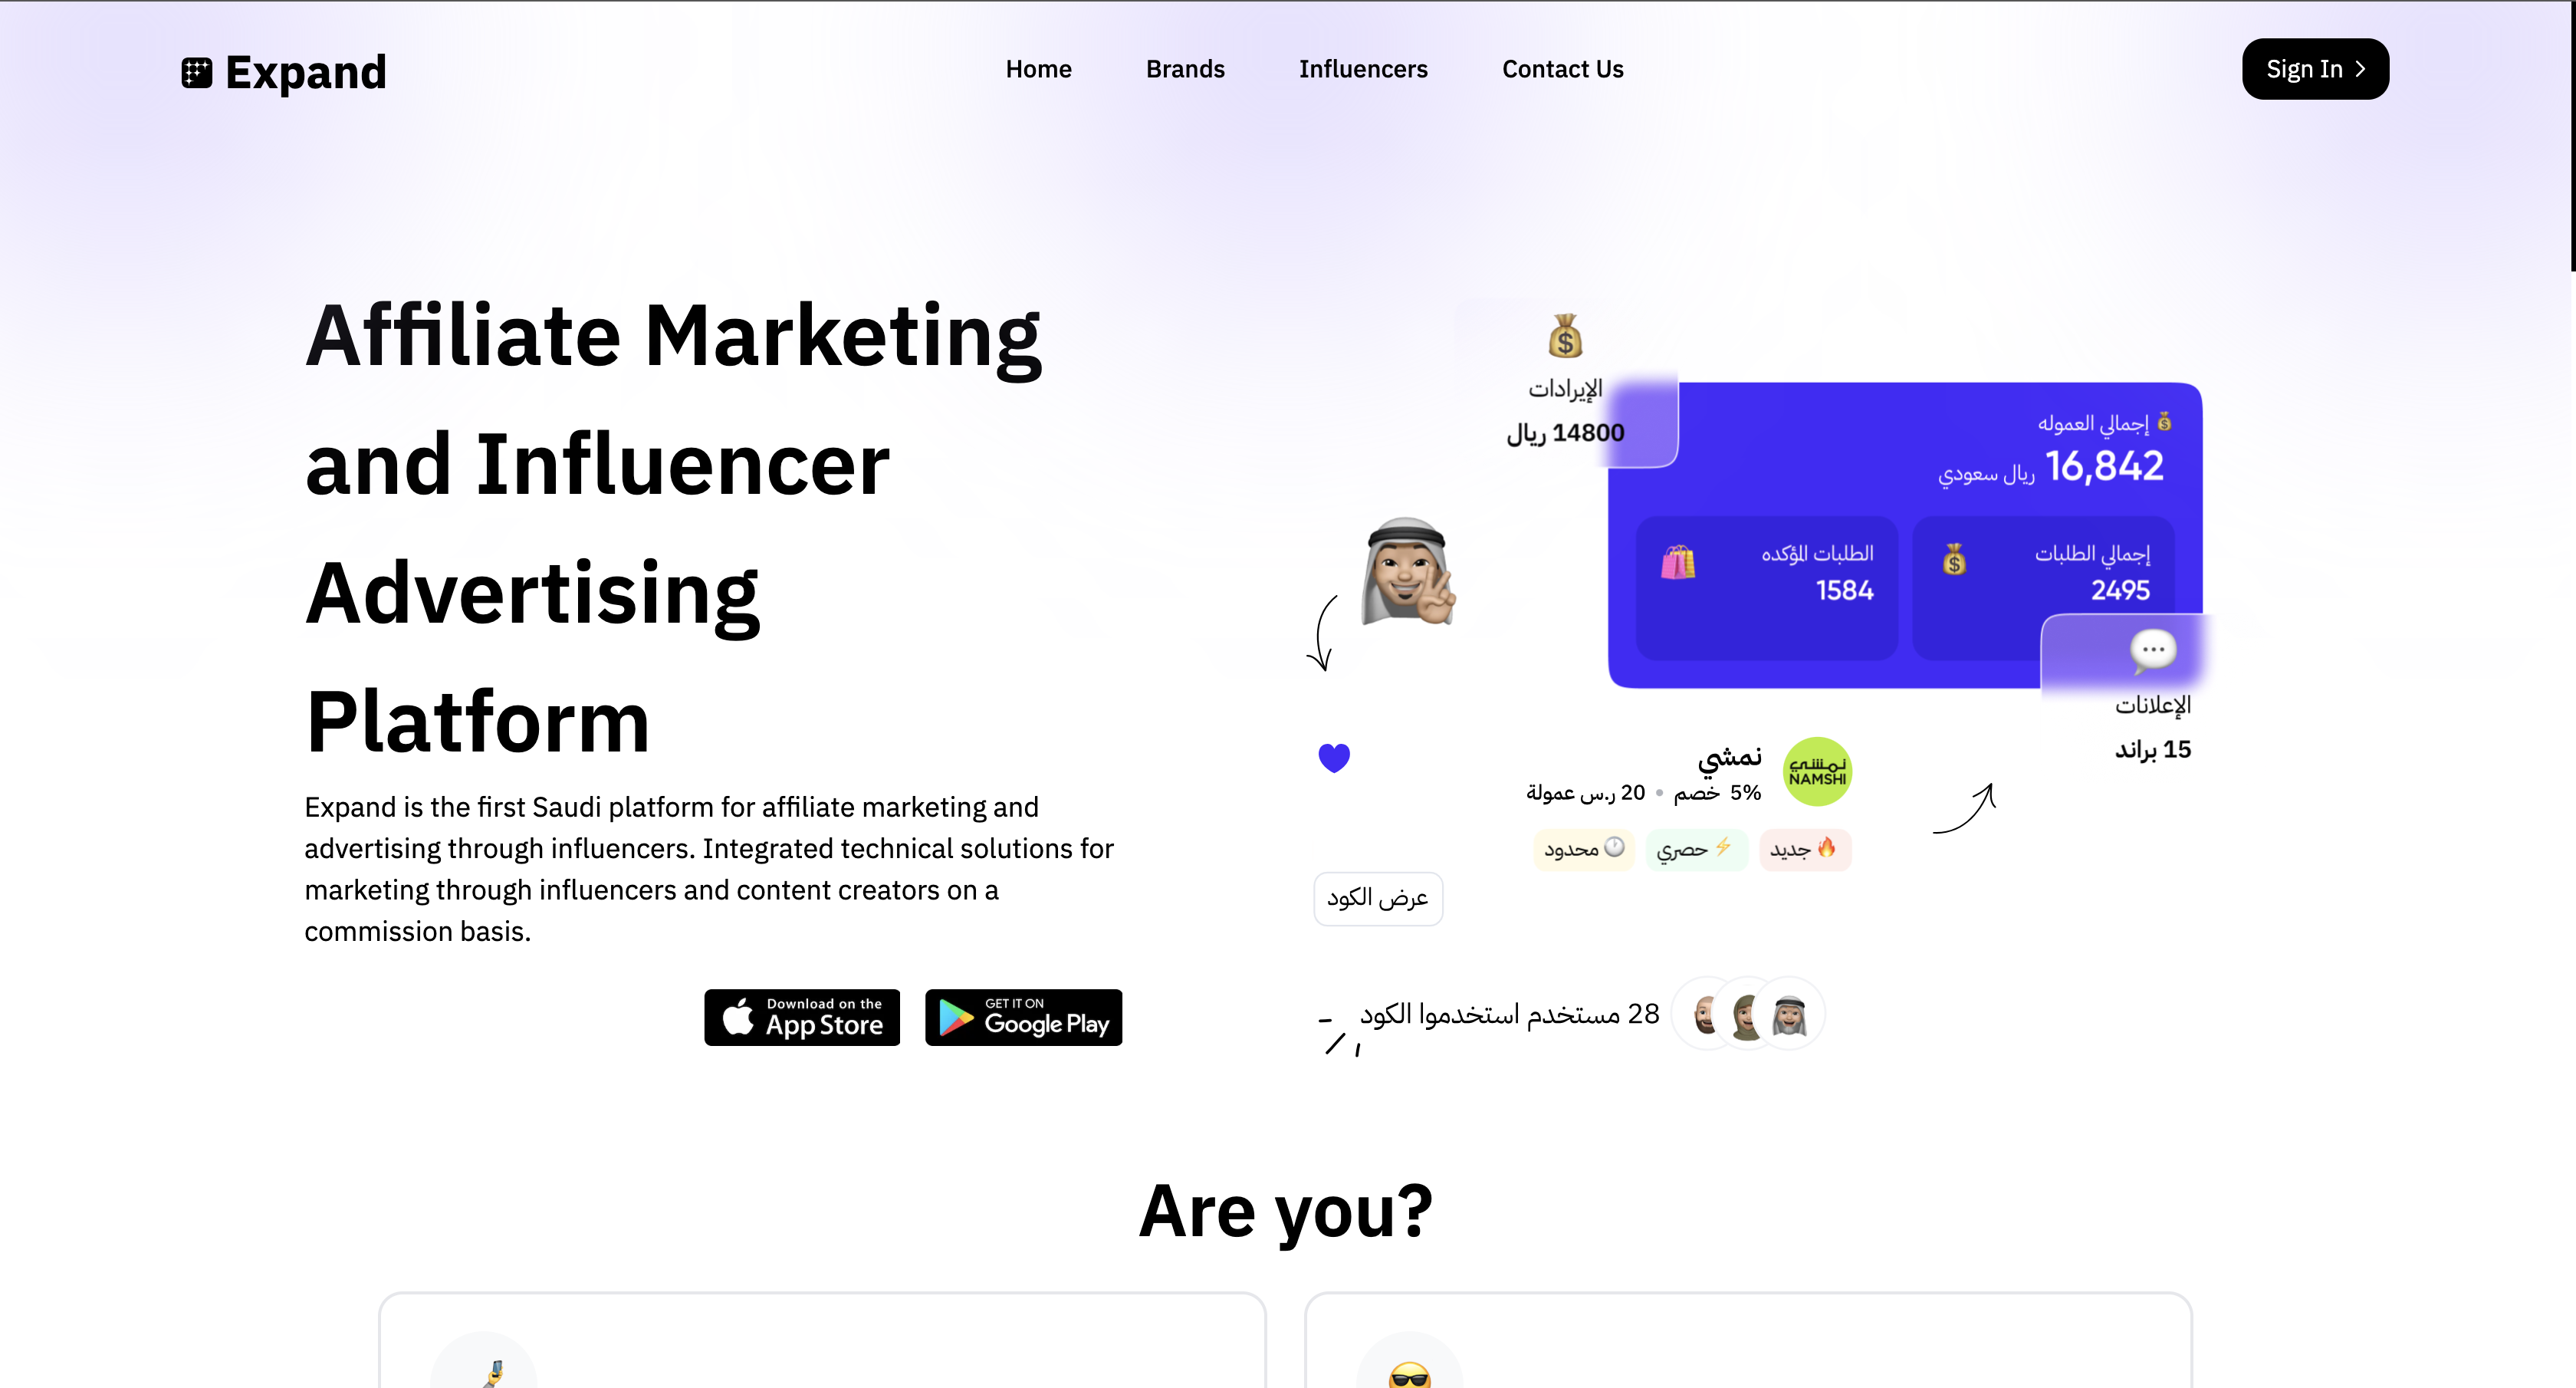 Expand
Home
Brands
Influencers
Contact Us
Sign In
Affiliate Marketing
and Influencer
Advertising
Platform
Expand is the first Saudi platform for affiliate marketing and
advertising through influencers. Integrated technical solutions for
marketing through influencers and content creators on a
commission basis.
Download on the
App Store
GET IT ON
Google Play
الإيرادات
14800 ريال
إجمالي العموله
16,842 ريال سعودي
إجمالي الطلبات
2495
الطلبات المؤكده
1584
الإعلانات
15 براند
نمشي
نمشي
NAMSHI
5% خصم • 20 ر.س عمولة
جديد
حصري
محدود
عرض الكود
28 مستخدم استخدموا الكود
Are you?